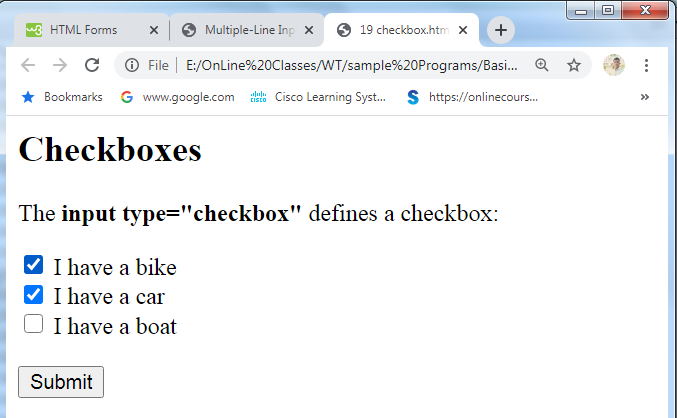 HTML Forms
Multiple-Line Inp
19 checkbox.htm
File
E:/OnLine%20Classes/WT/sample%20Programs/Basi...
Bookmarks
www.google.com
Cisco Learning Syst...
https://onlinecours...
Checkboxes
The input type="checkbox" defines a checkbox:
I have a bike
I have a car
I have a boat
Submit